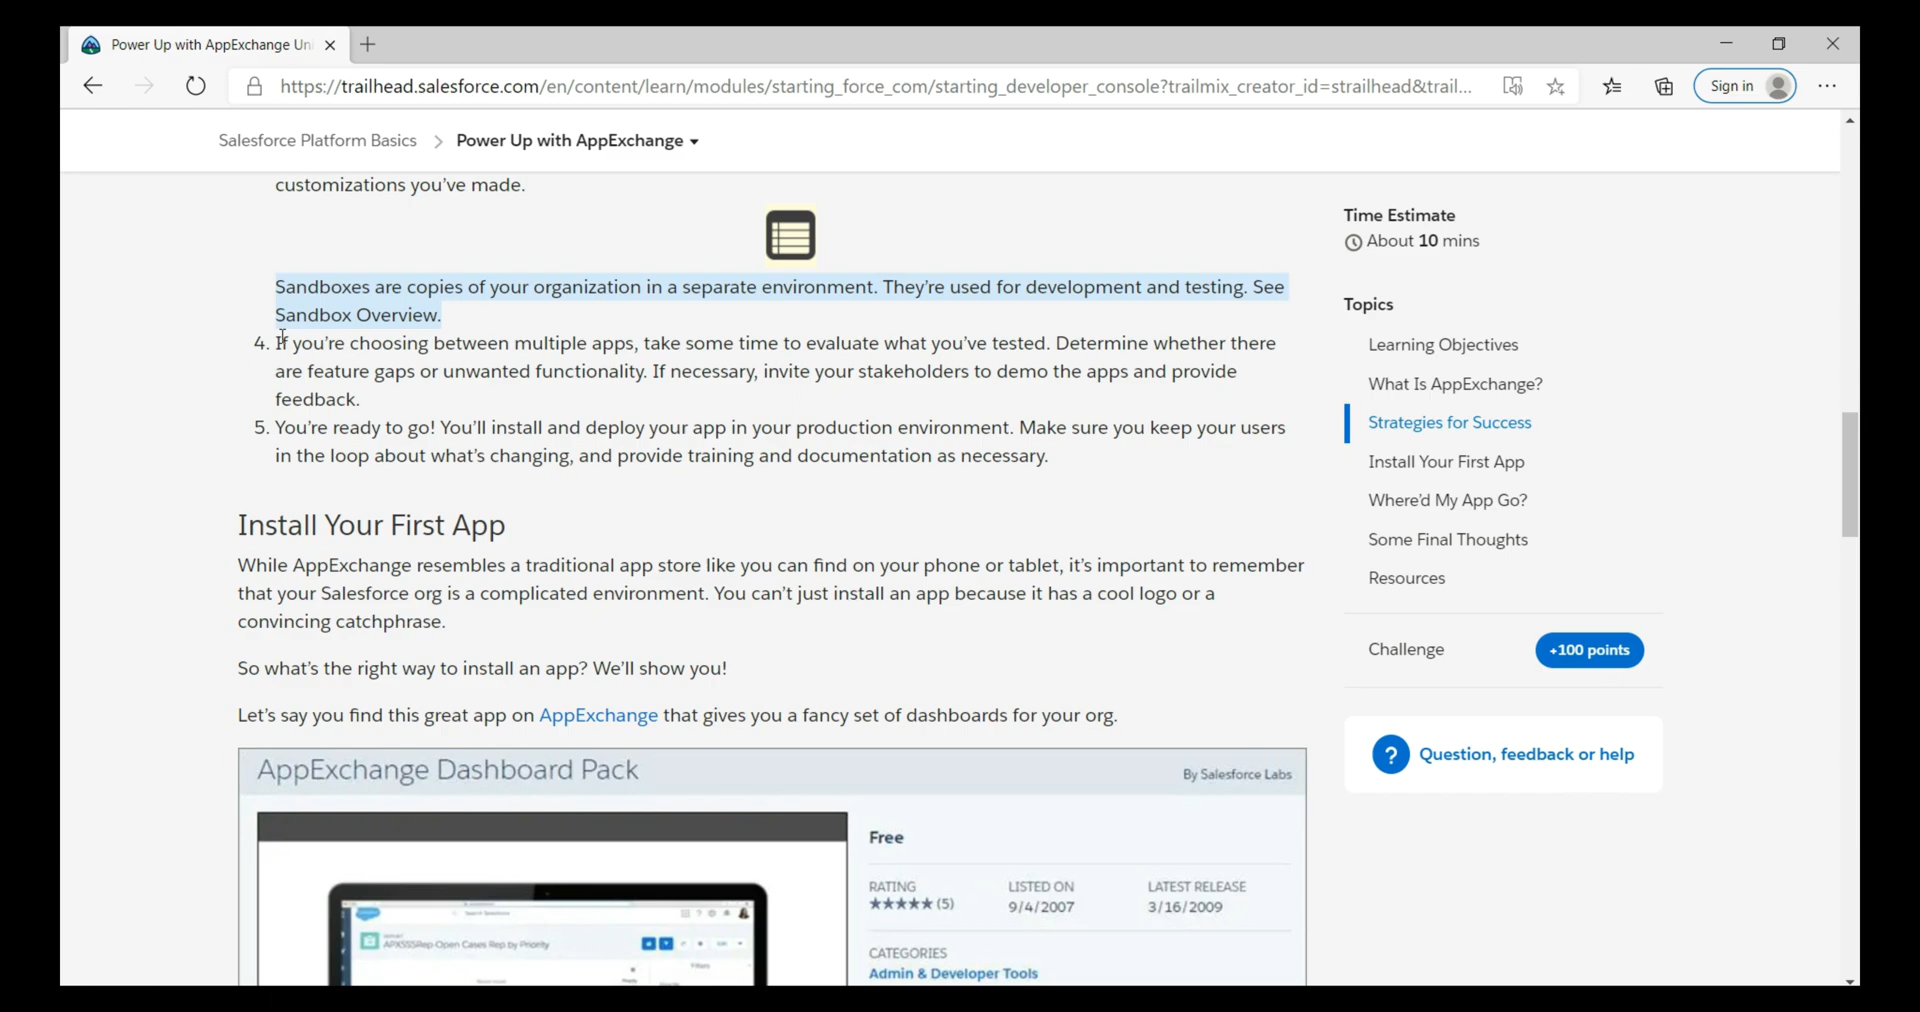 Power Up with AppExchange Un
https://trailhead.salesforce.com/en/content/learn/modules/starting_force_com/starting_developer_console?trailmix_creator_id=strailhead&trail...
Sign in
Salesforce Platform Basics
Power Up with AppExchange
customizations you've made.
Sandboxes are copies of your organization in a separate environment. They're used for development and testing. See
Sandbox Overview.
4. If you're choosing between multiple apps, take some time to evaluate what you've tested. Determine whether there
are feature gaps or unwanted functionality. If necessary, invite your stakeholders to demo the apps and provide
feedback.
5. You're ready to go! You'll install and deploy your app in your production environment. Make sure you keep your users
in the loop about what's changing, and provide training and documentation as necessary.
Install Your First App
While AppExchange resembles a traditional app store like you can find on your phone or tablet, it's important to remember
that your Salesforce org is a complicated environment. You can't just install an app because it has a cool logo or a
convincing catchphrase.
So what's the right way to install an app? We'll show you!
Let's say you find this great app on AppExchange that gives you a fancy set of dashboards for your org.
AppExchange Dashboard Pack
By Salesforce Labs
Free
RATING
★★★★★ (5)
LISTED ON
9/4/2007
LATEST RELEASE
3/16/2009
CATEGORIES
Admin & Developer Tools
Open Cases Rep by Priority
Time Estimate
About 10 mins
Topics
Learning Objectives
What Is AppExchange?
Strategies for Success
Install Your First App
Where'd My App Go?
Some Final Thoughts
Resources
Challenge
+100 points
? Question, feedback or help